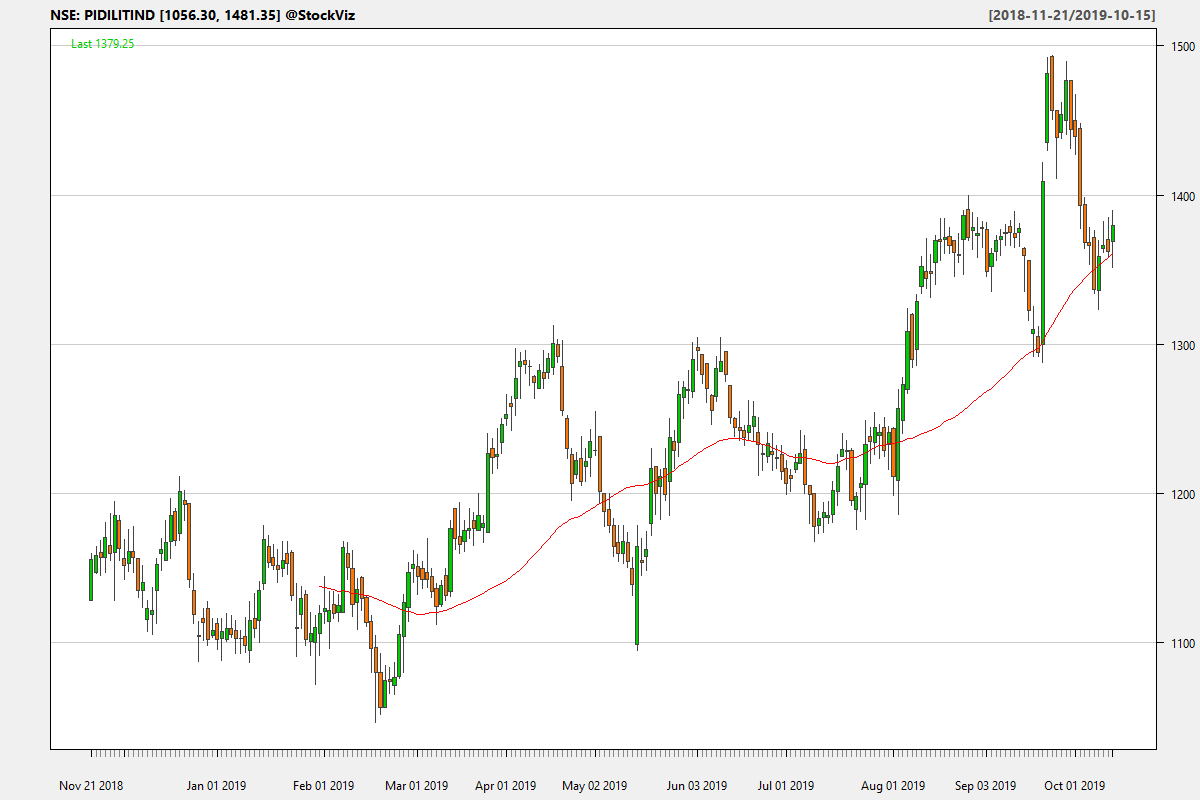 NSE: PIDILITIND [1056.30, 1481.35] @StockViz [2018-11-21/2019-10-15]
Last 1379.25
1500
1400
1300
1200
1100
Nov 21 2018 Jan 01 2019 Feb 01 2019 Mar 01 2019 Apr 01 2019 May 02 2019 Jun 03 2019 Jul 01 2019 Aug 01 2019 Sep 03 2019 Oct 01 2019